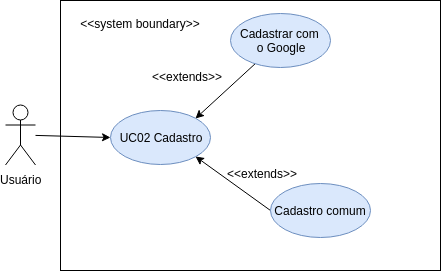 <<system boundary>>
Cadastrar com
o Google
<<extends>>
UC02 Cadastro
Usuário
<<extends>>
Cadastro comum